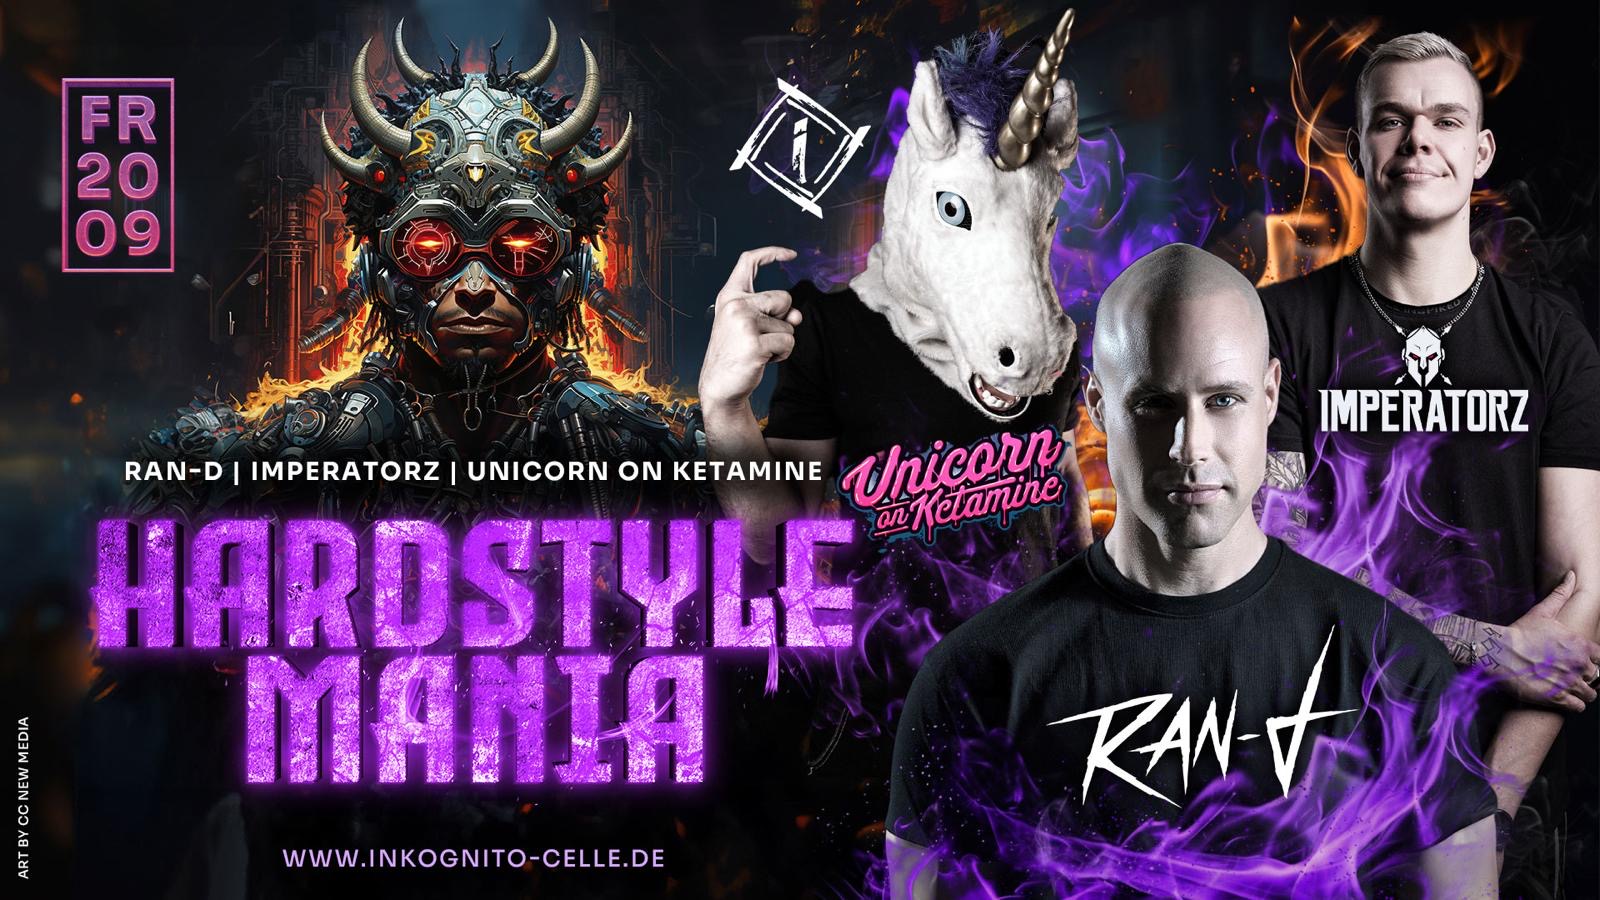 FR
20
09
i
RAN-D | IMPERATORZ | UNICORN ON KETAMINE
HARDSTYLE
MANIA
WWW.INKOGNITO-CELLE.DE
ART BY CC NEW MEDIA
Unicorn
on Ketamine
IMPERATORZ
RAN-d